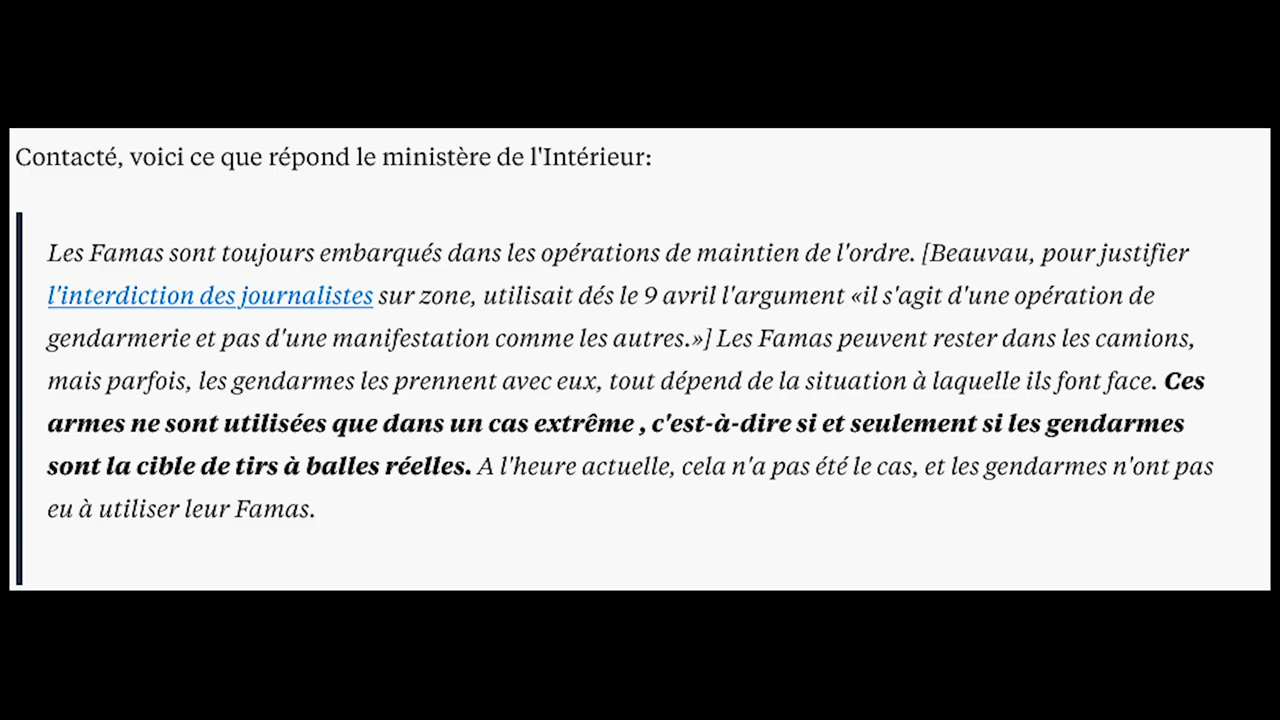 Contacté, voici ce que répond le ministère de l'Intérieur:
Les Famas sont toujours embarqués dans les opérations de maintien de l'ordre. [Beauvau, pour justifier
l'interdiction des journalistes sur zone, utilisait dés le 9 avril l'argument «il s'agit d'une opération de
gendarmerie et pas d'une manifestation comme les autres.»] Les Famas peuvent rester dans les camions,
mais parfois, les gendarmes les prennent avec eux, tout dépend de la situation à laquelle ils font face. Ces
armes ne sont utilisées que dans un cas extrême , c'est-à-dire si et seulement si les gendarmes
sont la cible de tirs à balles réelles. A l'heure actuelle, cela n'a pas été le cas, et les gendarmes n'ont pas
eu à utiliser leur Famas.